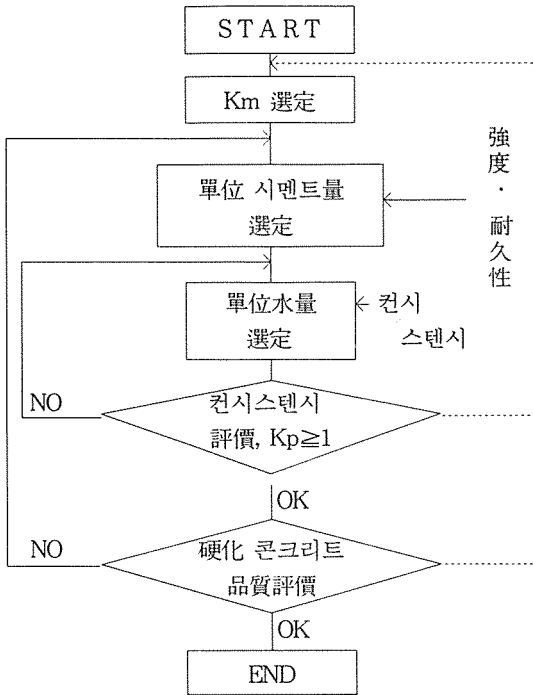 START
Km 選定
單位 시멘트量
選定
強度 · 耐久性
單位水量
選定
컨시
스텐시
컨시스텐시
評價, Kp≧1
NO
OK
硬化 콘크리트
品質評價
NO
OK
END